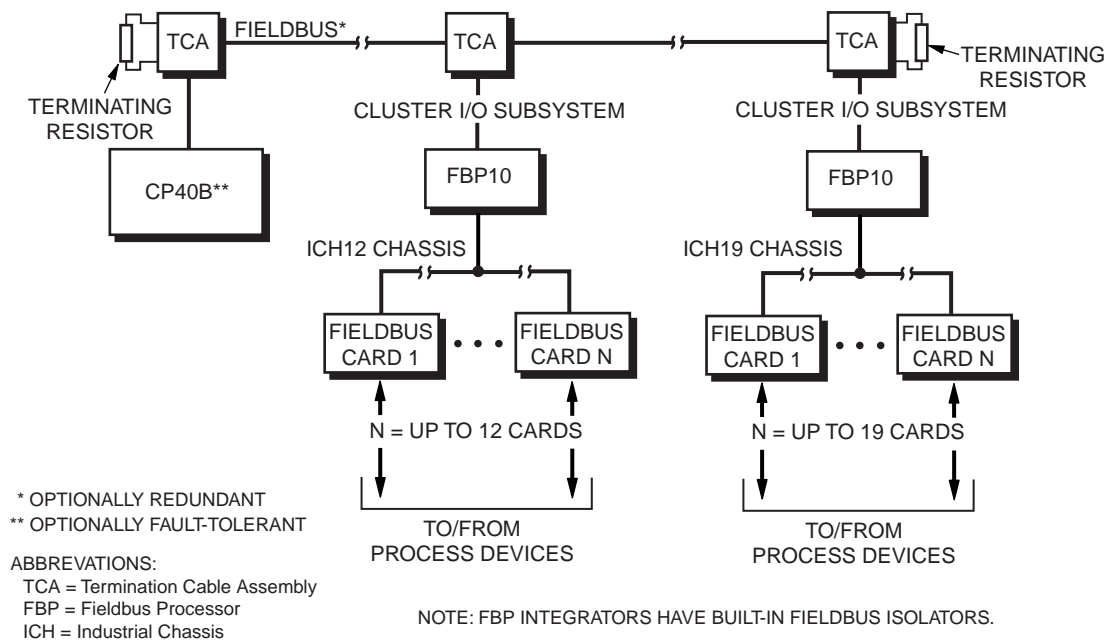 TCA
FIELDBUS*
TCA
TCA
TERMINATING
RESISTOR
TERMINATING
RESISTOR
CLUSTER I/O SUBSYSTEM
CLUSTER I/O SUBSYSTEM
CP40B**
FBP10
FBP10
ICH12 CHASSIS
ICH19 CHASSIS
FIELDBUS
CARD 1
FIELDBUS
CARD N
FIELDBUS
CARD 1
FIELDBUS
CARD N
N = UP TO 12 CARDS
N = UP TO 19 CARDS
TO/FROM
PROCESS DEVICES
TO/FROM
PROCESS DEVICES
* OPTIONALLY REDUNDANT
** OPTIONALLY FAULT-TOLERANT
ABBREVATIONS:
TCA = Termination Cable Assembly
FBP = Fieldbus Processor
ICH = Industrial Chassis
NOTE: FBP INTEGRATORS HAVE BUILT-IN FIELDBUS ISOLATORS.